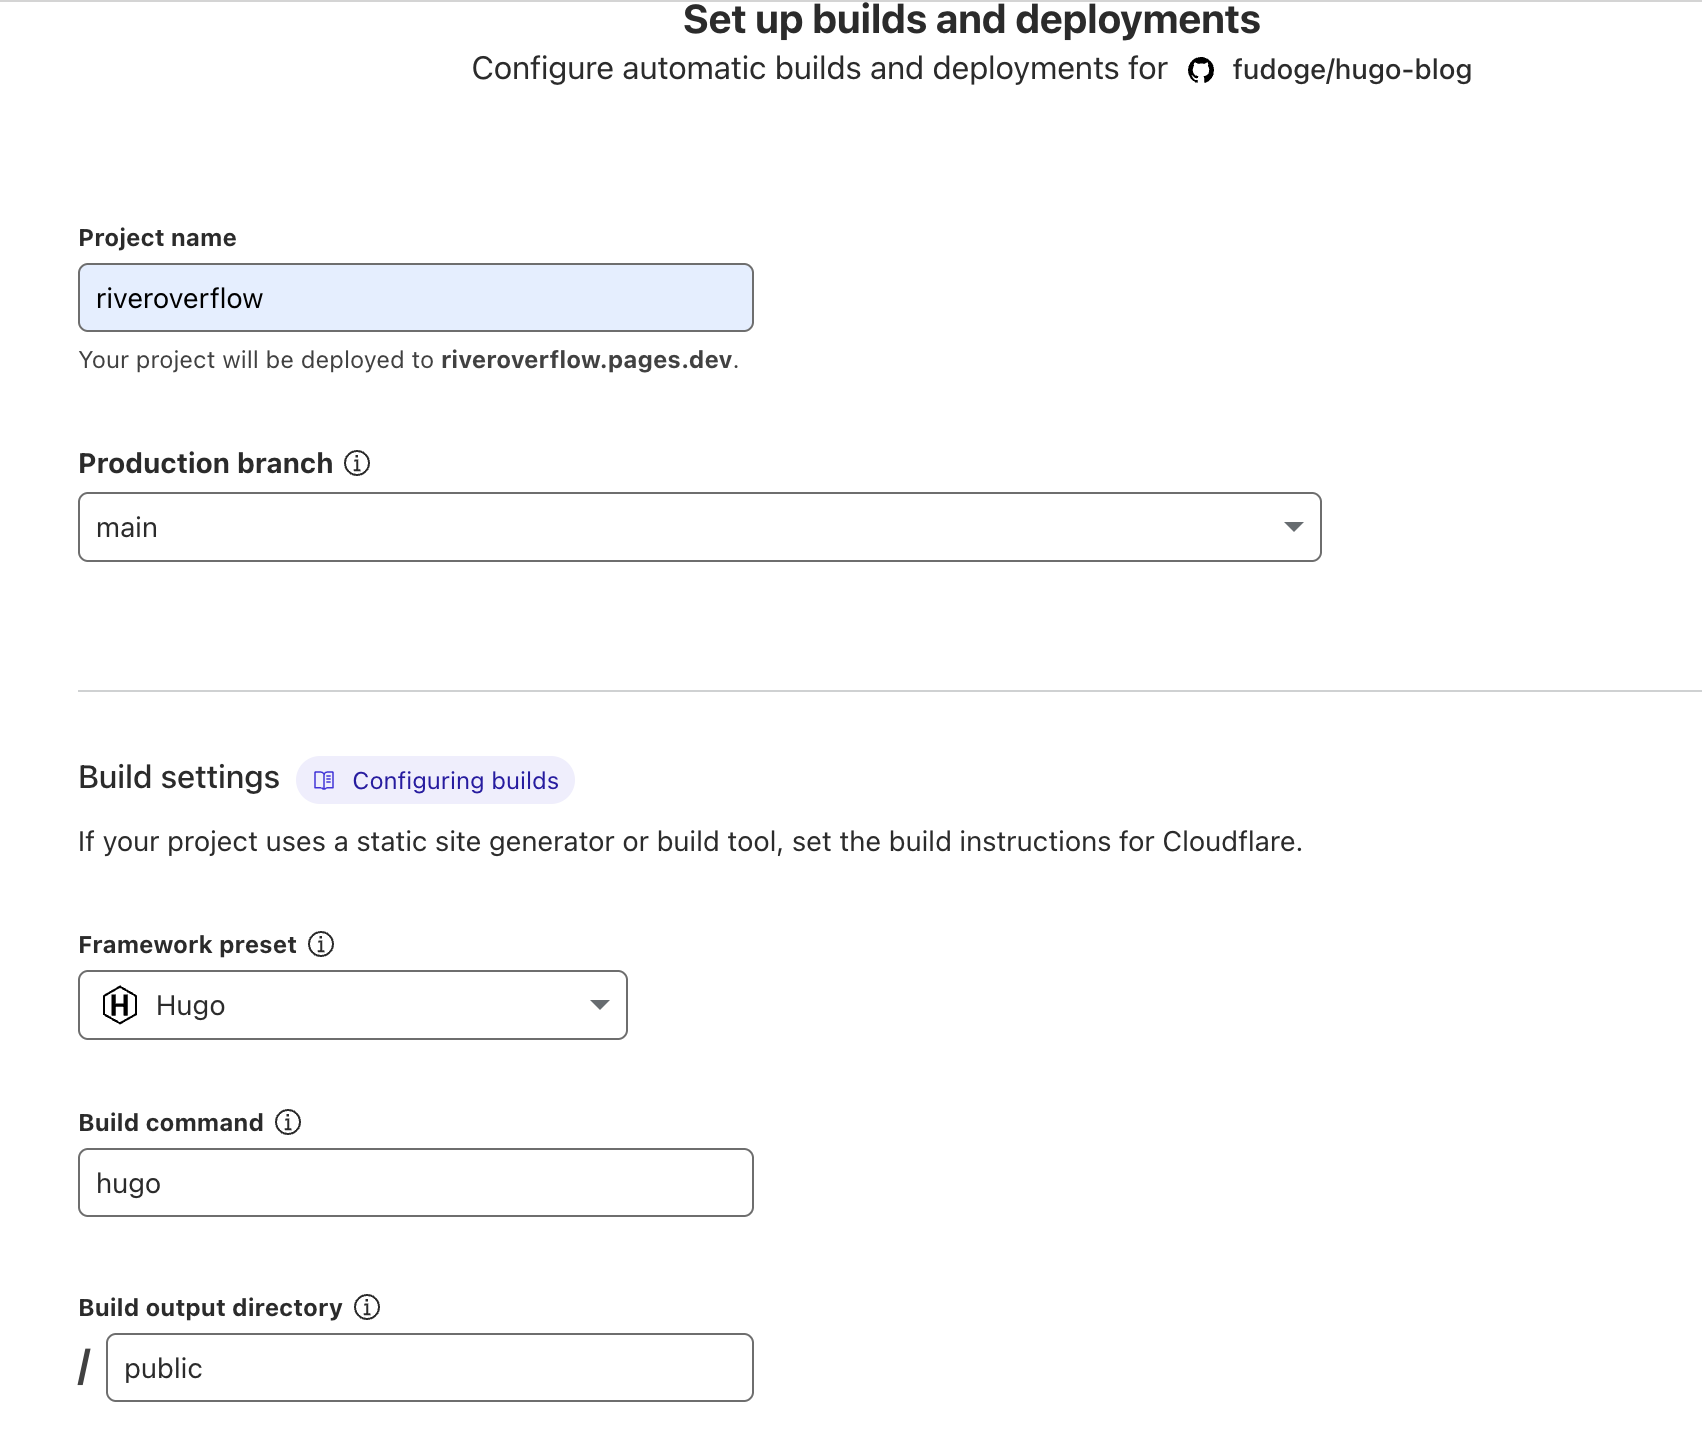 Set up builds and deployments
Configure automatic builds and deployments for fudoge/hugo-blog
Project name
riveroverflow
Your project will be deployed to riveroverflow.pages.dev.
Production branch
main
Build settings Configuring builds
If your project uses a static site generator or build tool, set the build instructions for Cloudflare.
Framework preset
Hugo
Build command
hugo
Build output directory
/ public